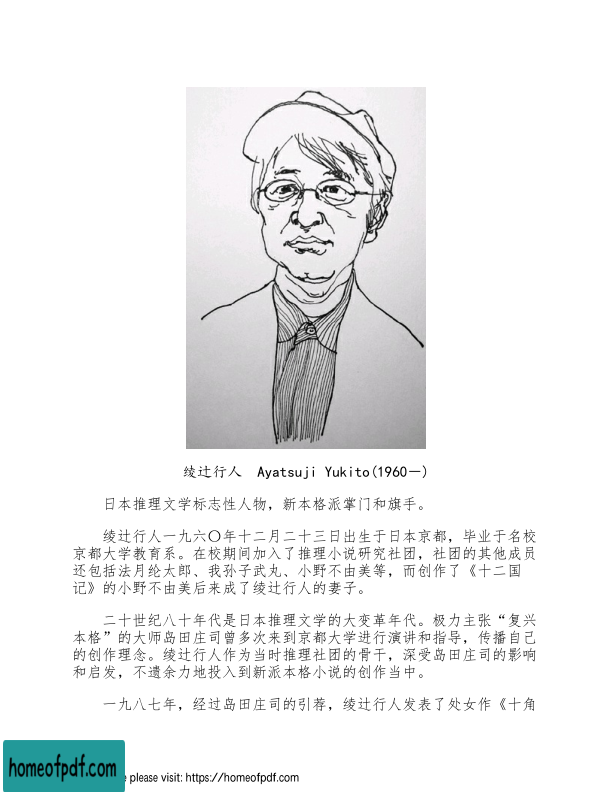 绫辻行人　Ayatsuji Yukito(1960—)
日本推理文学标志性人物，新本格派掌门和旗手。
绫辻行人一九六〇年十二月二十三日出生于日本京都，毕业于名校
京都大学教育系。在校期间加入了推理小说研究社团，社团的其他成员
还包括法月纶太郎、我孙子武丸、小野不由美等，而创作了《十二国
记》的小野不由美后来成了绫辻行人的妻子。
二十世纪八十年代是日本推理文学的大变革年代。极力主张“复兴
本格”的大师岛田庄司曾多次来到京都大学进行演讲和指导，传播自己
的创作理念。绫辻行人作为当时推理社团的骨干，深受岛田庄司的影响
和启发，不遗余力地投入到新派本格小说的创作当中。
一九八七年，经过岛田庄司的引荐，绫辻行人发表了处女作《十角
homeofpdf.com
e please visit: https://homeofpdf.com